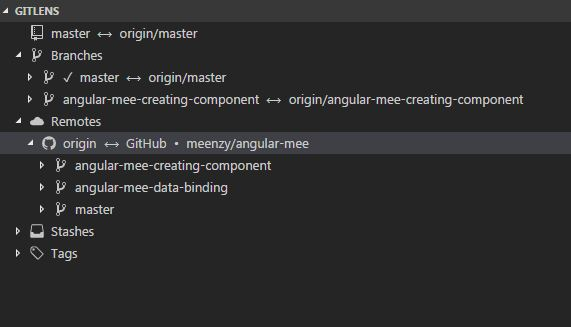 GITLENS
master ↔ origin/master
Branches
✓ master ↔ origin/master
angular-mee-creating-component ↔ origin/angular-mee-creating-component
Remotes
origin ↔ GitHub • meenzy/angular-mee
angular-mee-creating-component
angular-mee-data-binding
master
Stashes
Tags